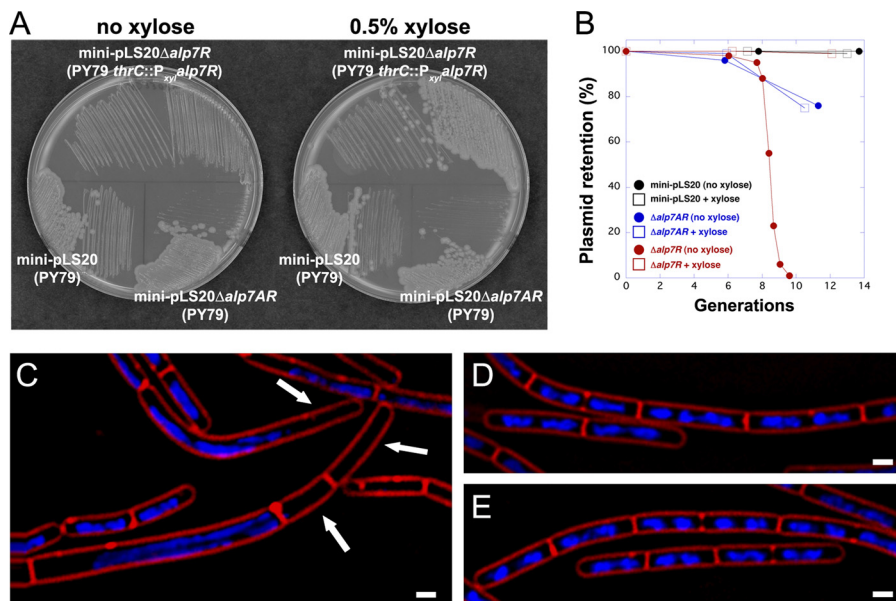 A
no xylose
0.5% xylose
mini-pLS20Δalp7R
(PY79 thrC::Pxylalp7R)
mini-pLS20Δalp7R
(PY79 thrC::Pxylalp7R)
mini-pLS20
(PY79)
mini-pLS20ΔalpAR
(PY79)
mini-pLS20
(PY79)
mini-pLS20Δalp7AR
(PY79)
B
Plasmid retention (%)
100
80
60
40
20
0
mini-pLS20 (no xylose)
mini-pLS20 + xylose
Δalp7AR (no xylose)
Δalp7AR + xylose
Δalp7R (no xylose)
Δalp7R + xylose
0 2 4 6 8 10 12 14
Generations
C
D
E